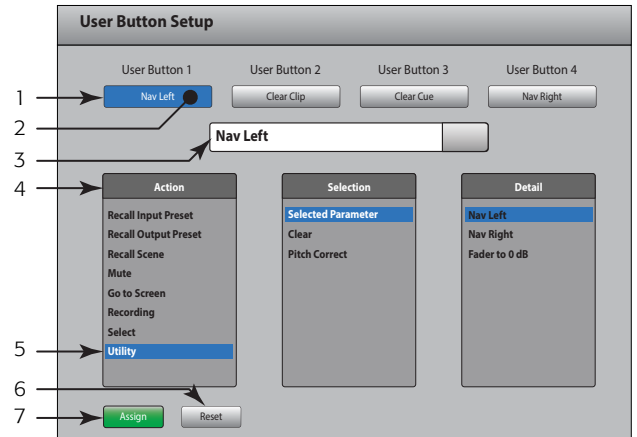 User Button Setup
User Button 1 User Button 2 User Button 3 User Button 4
1 Nav Left Clear Clip Clear Cue Nav Right
2
Nav Left
3
4 Action Selection Detail
Recall Input Preset Selected Parameter Nav Left
Recall Output Preset Clear Nav Right
Recall Scene Pitch Correct Fader to 0 dB
Mute
Go to Screen
Recording
Select
5 Utility
6
7 Assign Reset